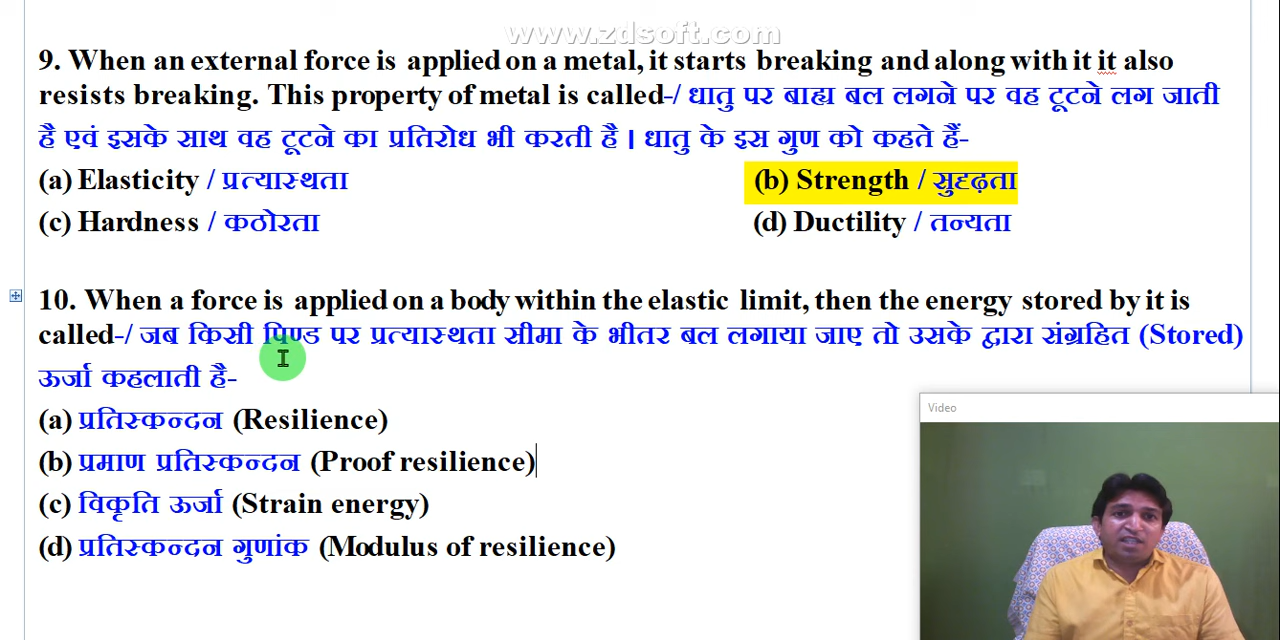 www.zdsoft.com
9. When an external force is applied on a metal, it starts breaking and along with it it also
resists breaking. This property of metal is called-/ धातु पर बाह्य बल लगने पर वह टूटने लग जाती
है एवं इसके साथ वह टूटने का प्रतिरोध भी करती है। धातु के इस गुण को कहते हैं-
(a) Elasticity / प्रत्यास्थता (b) Strength / सुदृढ़ता
(c) Hardness / कठोरता (d) Ductility / तन्यता
10. When a force is applied on a body within the elastic limit, then the energy stored by it is
called-/ जब किसी पिण्ड पर प्रत्यास्थता सीमा के भीतर बल लगाया जाए तो उसके द्वारा संग्रहित (Stored)
ऊर्जा कहलाती है-
(a) प्रतिस्कन्दन (Resilience)
(b) प्रमाण प्रतिस्कन्दन (Proof resilience)
(c) विकृति ऊर्जा (Strain energy)
(d) प्रतिस्कन्दन गुणांक (Modulus of resilience)
Video